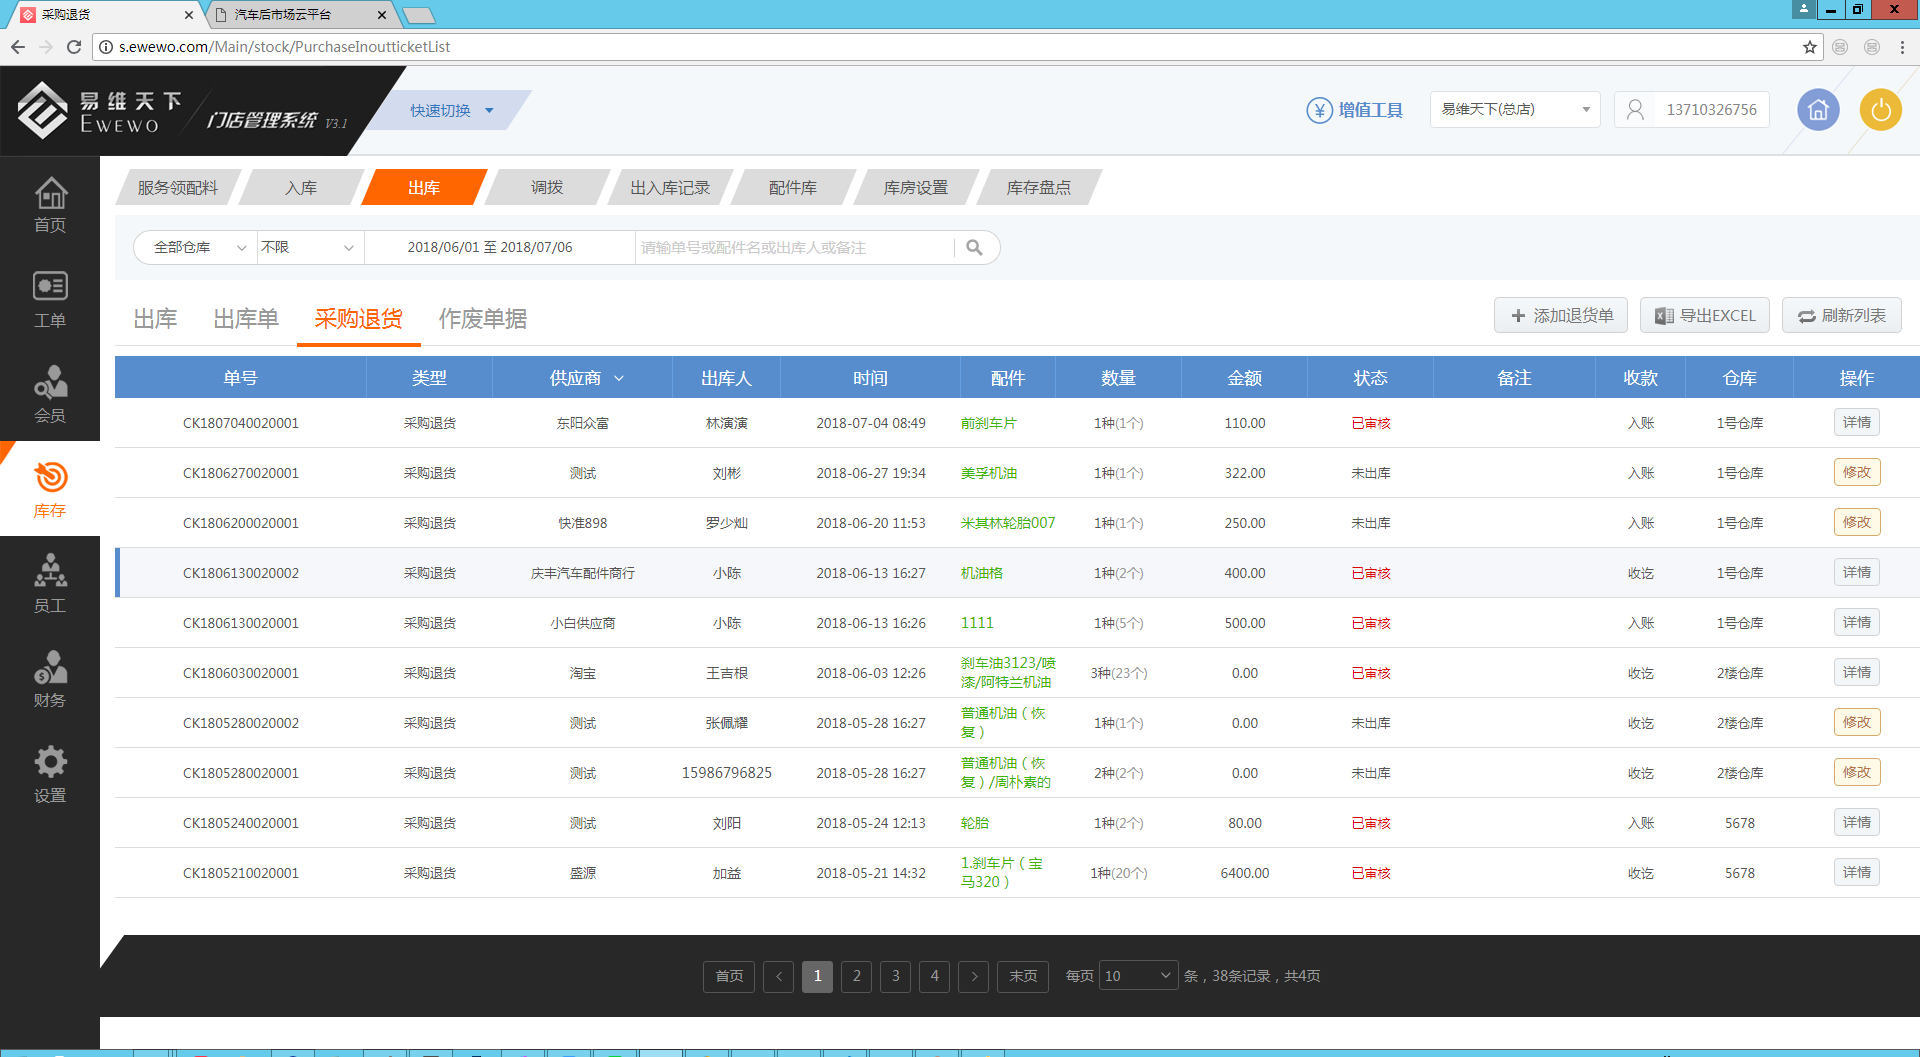 采购退货
汽车后市场云平台
s.ewewo.com/Main/stock/PurchaseInoutticketList
易维天下
EWEWO
门店管理系统 V3.1
快速切换
增值工具
易维天下(总店)
13710326756
首页
工单
会员
库存
员工
财务
设置
服务领配料 入库 出库 调拨 出入库记录 配件库 库房设置 库存盘点
全部仓库 不限 2018/06/01 至 2018/07/06 请输单号或配件名或出库人或备注
出库 出库单 采购退货 作废单据
添加退货单 导出EXCEL 刷新列表
单号 类型 供应商 出库人 时间 配件 数量 金额 状态 备注 收款 仓库 操作
CK1807040020001 采购退货 东阳众富 林演演 2018-07-04 08:49 前刹车片 1种(1个) 110.00 已审核 入账 1号仓库 详情
CK1806270020001 采购退货 测试 刘彬 2018-06-27 19:34 美孚机油 1种(1个) 322.00 未出库 入账 1号仓库 修改
CK1806200020001 采购退货 快准898 罗少灿 2018-06-20 11:53 米其林轮胎007 1种(1个) 250.00 未出库 入账 1号仓库 修改
CK1806130020002 采购退货 庆丰汽车配件商行 小陈 2018-06-13 16:27 机油格 1种(2个) 400.00 已审核 收讫 1号仓库 详情
CK1806130020001 采购退货 小白供应商 小陈 2018-06-13 16:26 1111 1种(5个) 500.00 已审核 入账 1号仓库 详情
CK1806030020001 采购退货 淘宝 王吉根 2018-06-03 12:26 刹车油3123/喷漆/阿特兰机油 3种(23个) 0.00 已审核 收讫 2楼仓库 详情
CK1805280020002 采购退货 测试 张佩耀 2018-05-28 16:27 普通机油（恢复） 1种(1个) 0.00 未出库 收讫 2楼仓库 修改
CK1805280020001 采购退货 测试 15986796825 2018-05-28 16:27 普通机油（恢复）/周朴素的 2种(2个) 0.00 未出库 收讫 2楼仓库 修改
CK1805240020001 采购退货 测试 刘阳 2018-05-24 12:13 轮胎 1种(2个) 80.00 已审核 入账 5678 详情
CK1805210020001 采购退货 盛源 加益 2018-05-21 14:32 1.刹车片（宝马320） 1种(20个) 6400.00 已审核 收讫 5678 详情
首页 < 1 2 3 4 > 末页 每页 10 条，38条记录，共4页